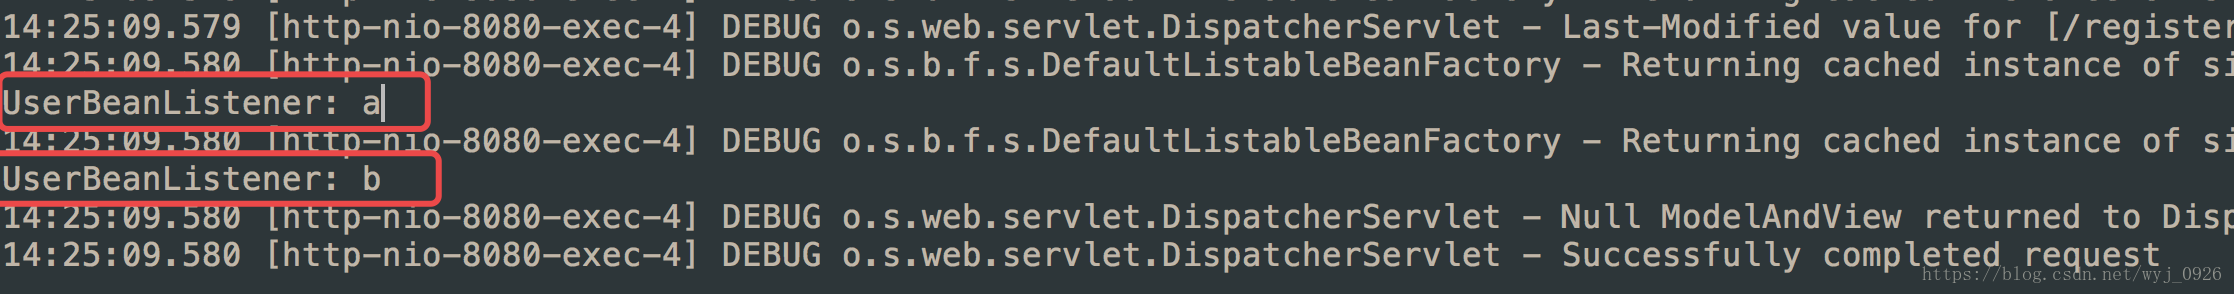 14:25:09.579 [http-nio-8080-exec-4] DEBUG o.s.web.servlet.DispatcherServlet - Last-Modified value for [/register
14:25:09.580 [http-nio-8080-exec-4] DEBUG o.s.b.f.s.DefaultListableBeanFactory - Returning cached instance of si
UserBeanListener: a
14:25:09.580 [http-nio-8080-exec-4] DEBUG o.s.b.f.s.DefaultListableBeanFactory - Returning cached instance of si
UserBeanListener: b
14:25:09.580 [http-nio-8080-exec-4] DEBUG o.s.web.servlet.DispatcherServlet - Null ModelAndView returned to Disp
14:25:09.580 [http-nio-8080-exec-4] DEBUG o.s.web.servlet.DispatcherServlet - Successfully completed request
https://blog.csdn.net/wyj_0926